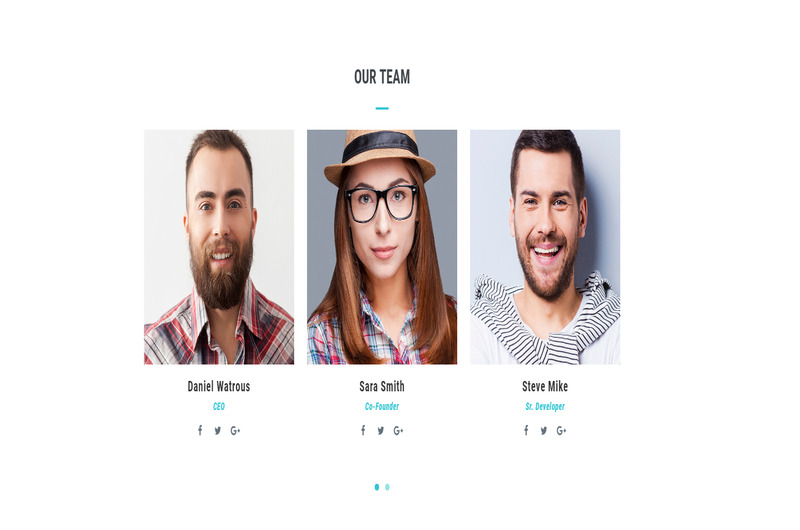 OUR TEAM
Daniel Watrous
Sara Smith
Steve Mike
CEO
Co-Founder
Sr. Developer